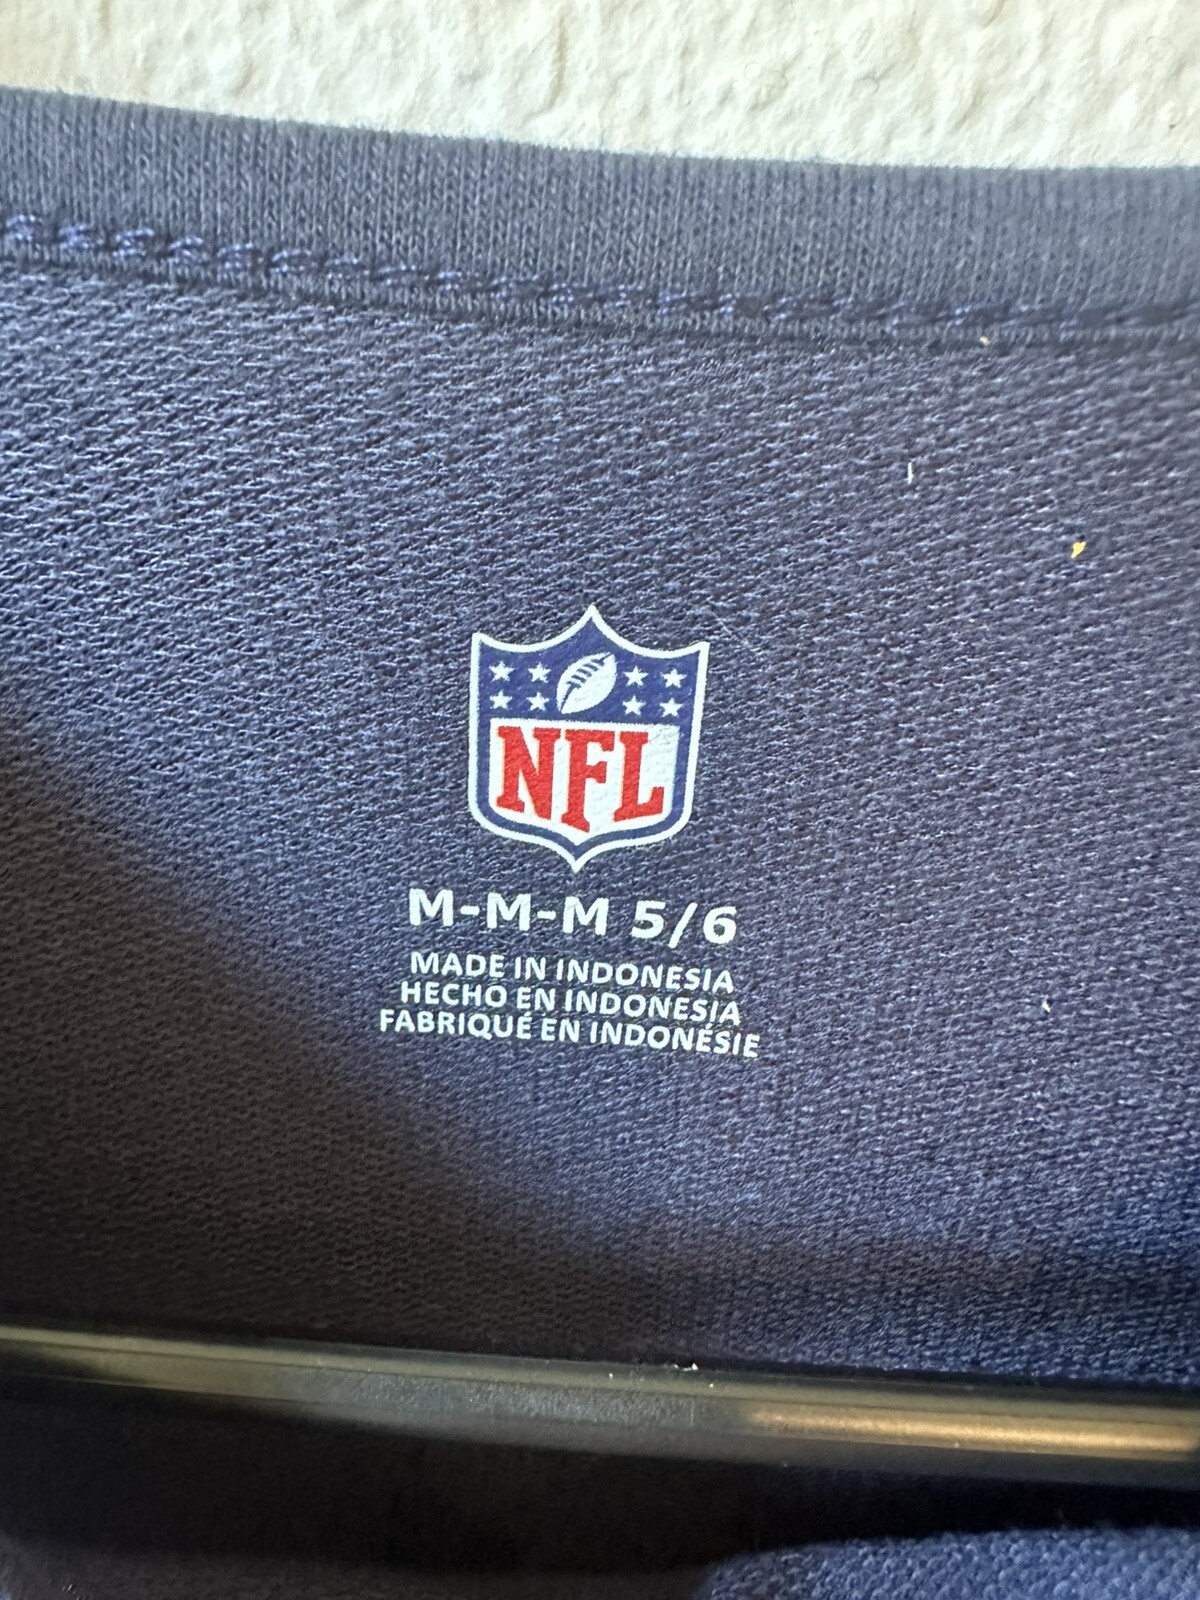 NFL
M-M-M 5/6
MADE IN INDONESIA
HECHO EN INDONESIA
FABRIQUÉ EN INDONÉSIE